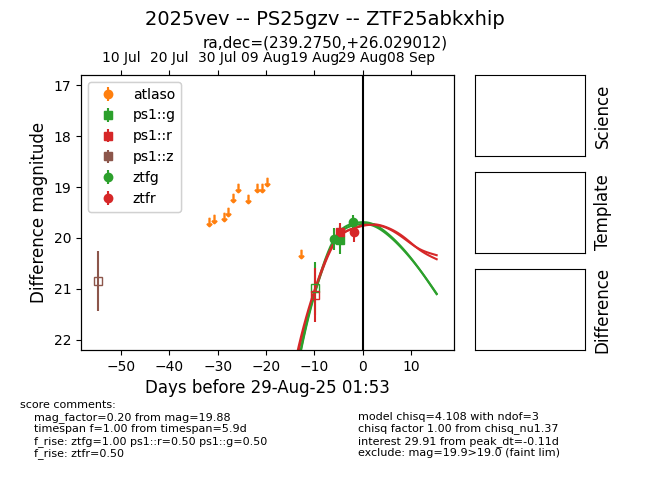 2025vev -- PS25gzv -- ZTF25abkxhip
ra,dec=(239.2750,+26.029012)
10 Jul 20 Jul 30 Jul 09 Aug 19 Aug 29 Aug 08 Sep
atlaso
ps1::g
ps1::r
ps1::z
ztfg
ztfr
17
18
19
20
21
22
Difference magnitude
−50 −40 −30 −20 −10 0 10
Days before 29-Aug-25 01:53
Science
Template
Difference
score comments:
mag_factor=0.20 from mag=19.88
timespan f=1.00 from timespan=5.9d
f_rise: ztfg=1.00 ps1::r=0.50 ps1::g=0.50
f_rise: ztfr=0.50
model chisq=4.108 with ndof=3
chisq factor 1.00 from chisq_nu1.37
interest 29.91 from peak_dt=-0.11d
exclude: mag=19.9>19.0 (faint lim)